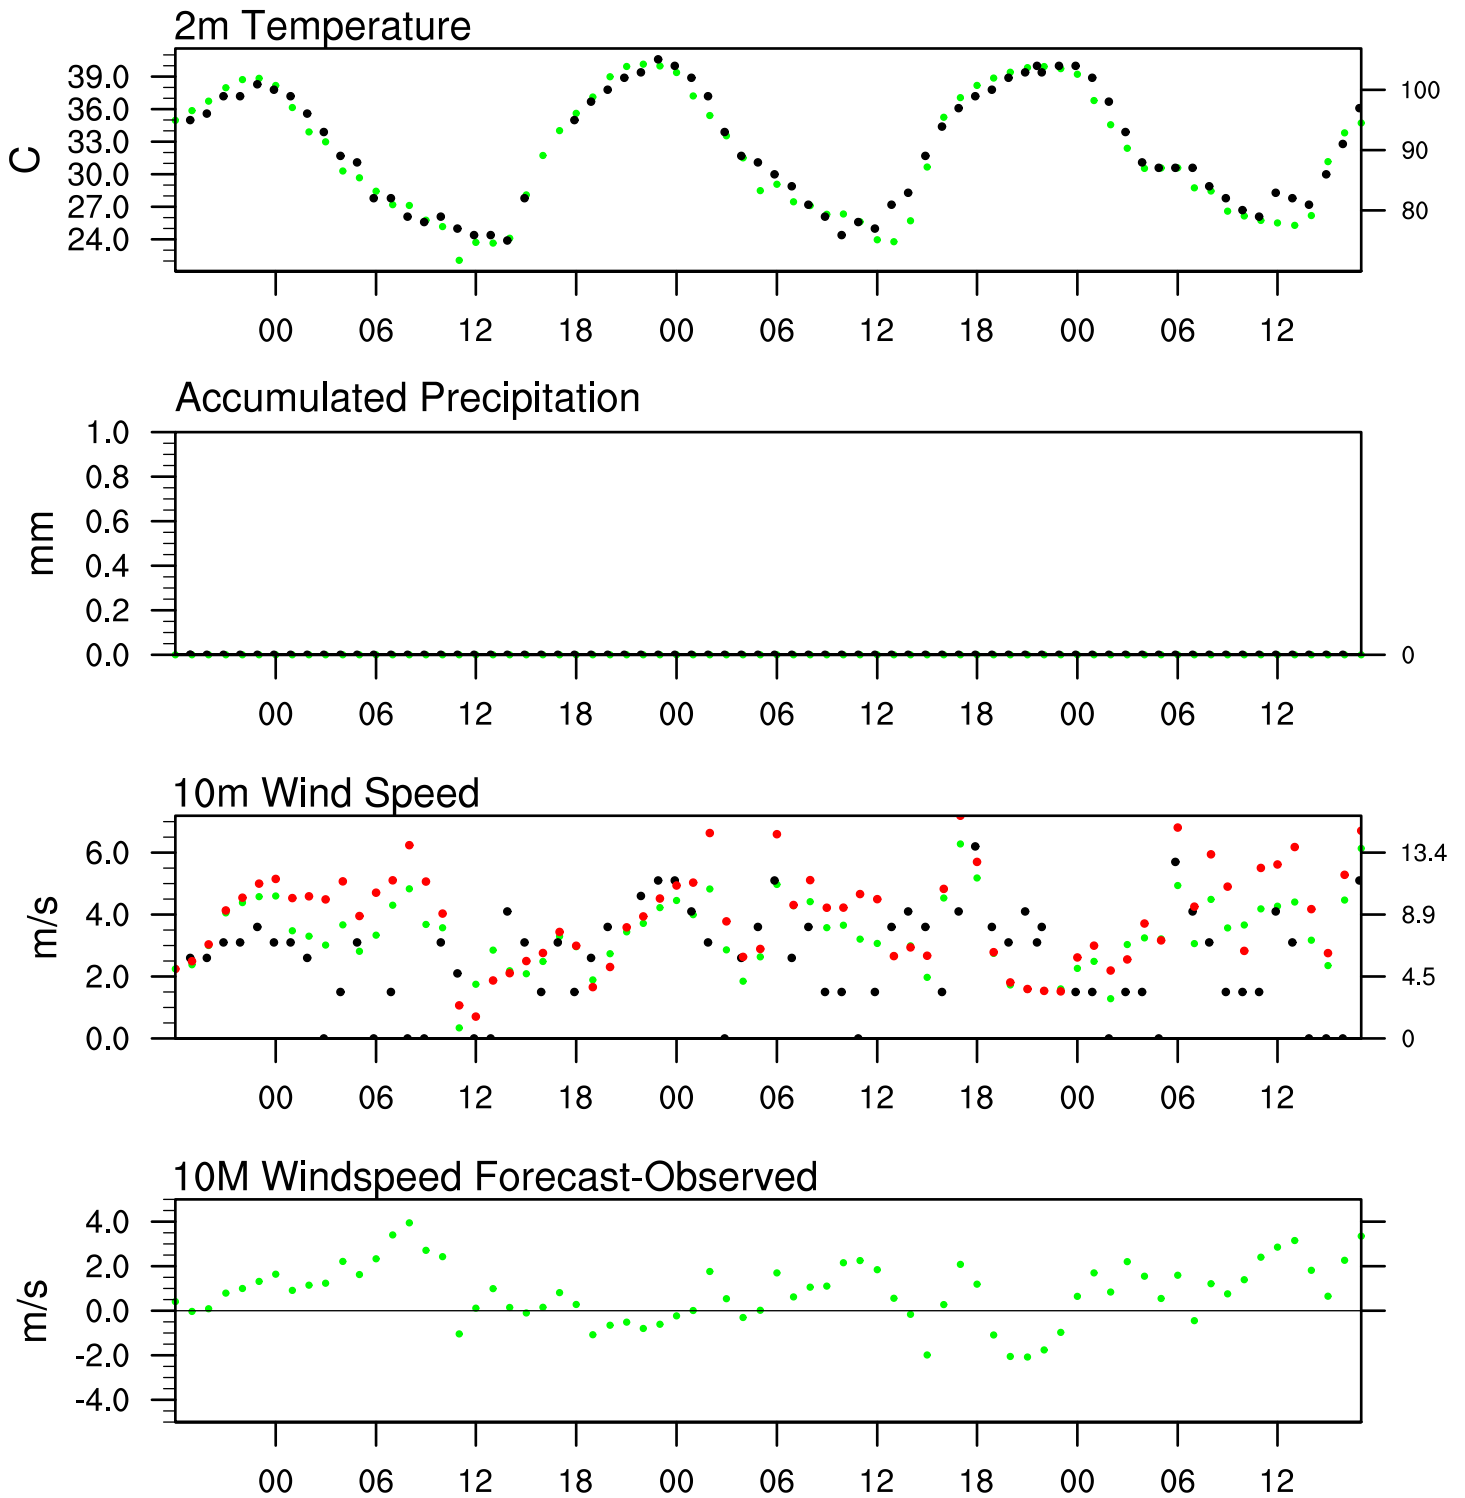 2m Temperature
39.0
36.0
33.0
30.0
27.0
24.0
C
100
90
80
00 06 12 18 00 06 12 18 00 06 12
Accumulated Precipitation
1.0
0.8
0.6
0.4
0.2
0.0
mm
0
00 06 12 18 00 06 12 18 00 06 12
10m Wind Speed
6.0
4.0
2.0
0.0
m/s
13.4
8.9
4.5
0
00 06 12 18 00 06 12 18 00 06 12
10M Windspeed Forecast-Observed
4.0
2.0
0.0
-2.0
-4.0
m/s
00 06 12 18 00 06 12 18 00 06 12